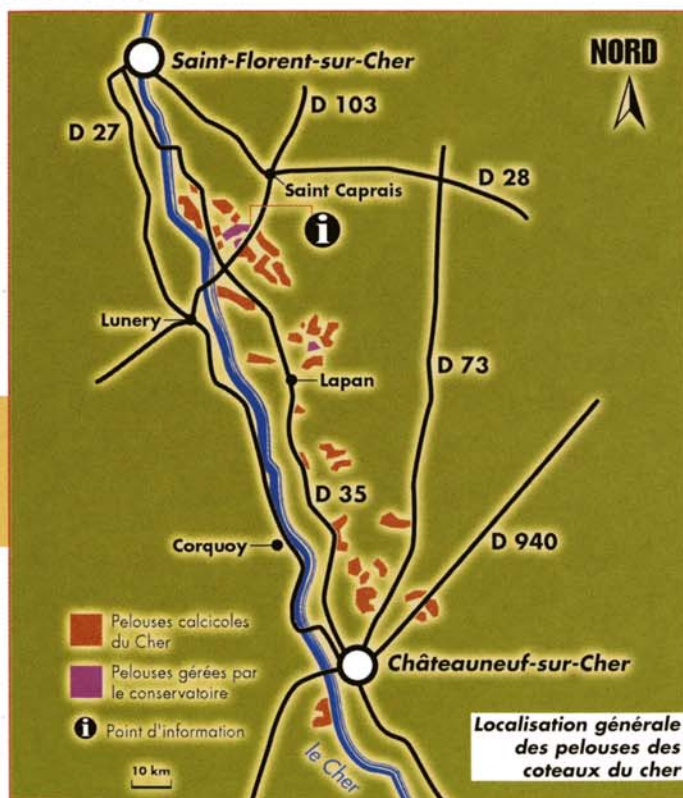 NORD
Saint-Florent-sur-Cher
D 103
D 27
Saint Caprais
D 28
i
Lunery
Lapan
D 73
D 35
D 940
Corquoy
Pelouses calcicoles
du Cher
Pelouses gérées par
le conservatoire
i Point d'information
10 km
Châteauneuf-sur-Cher
le Cher
Localisation générale
des pelouses des
coteaux du cher